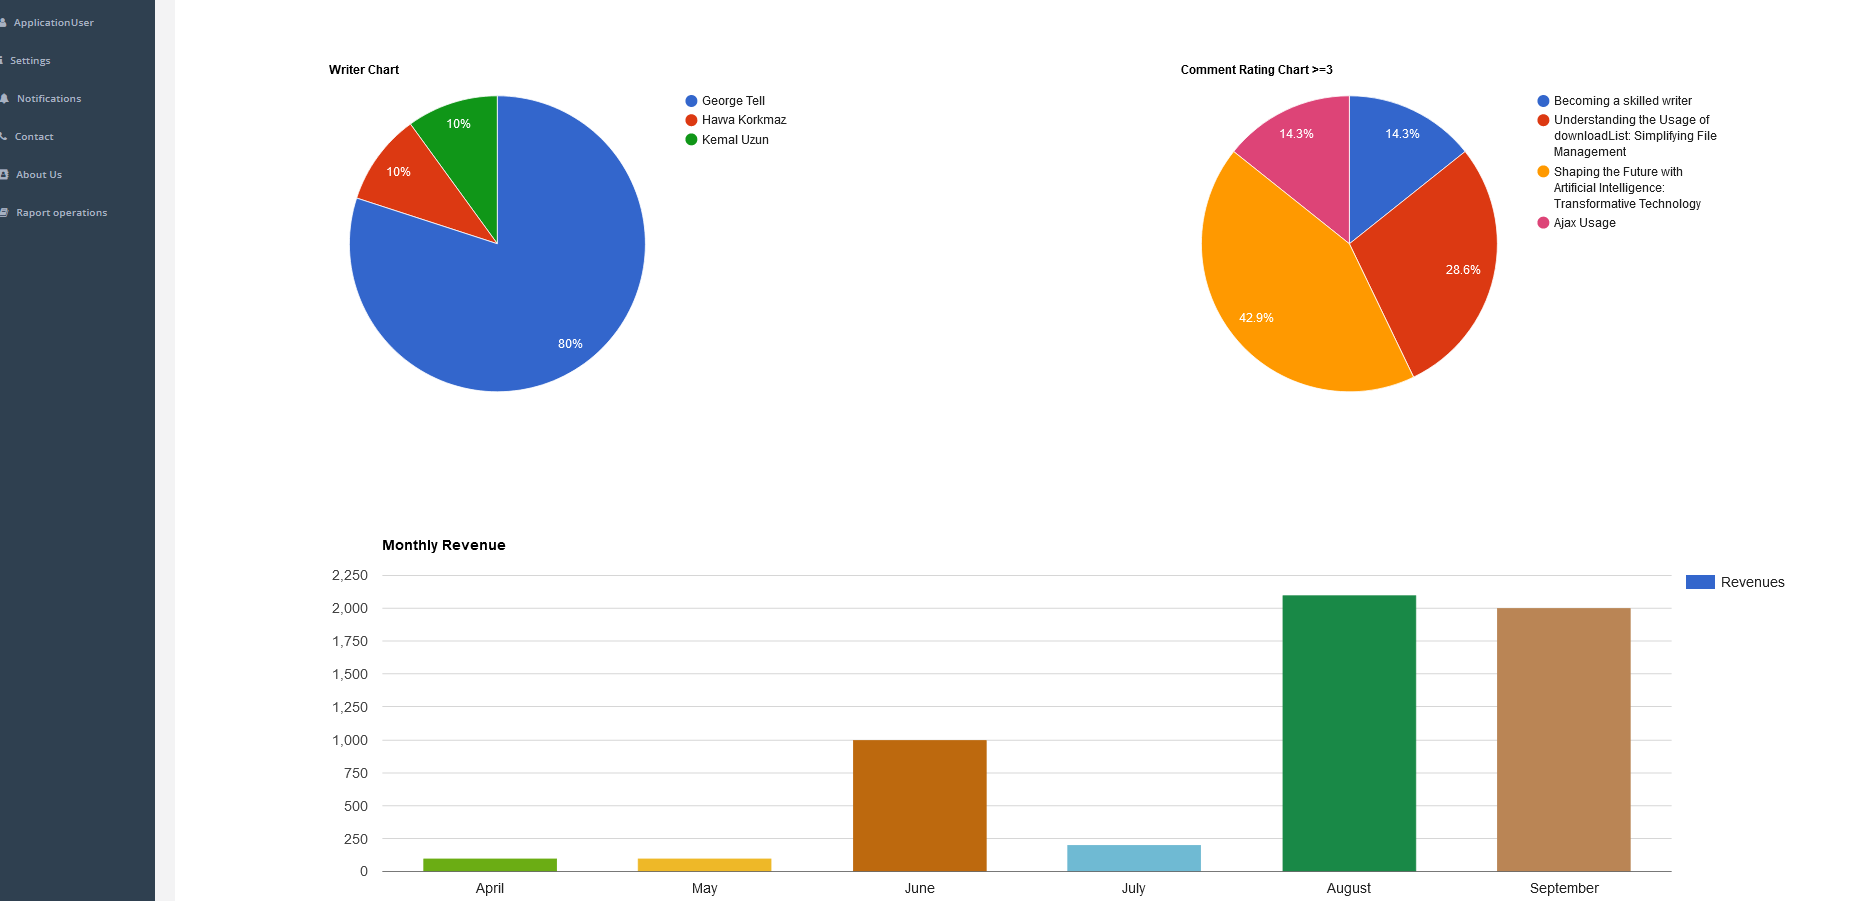 ApplicationUser
Settings
Notifications
Contact
About Us
Raport operations
Writer Chart
George Tell
Havva Korkmaz
Kemal Uzun
10%
10%
80%
Comment Rating Chart >=3
Becoming a skilled writer
Understanding the Usage of
downloadList: Simplifying File
Management
Shaping the Future with
Artificial Intelligence:
Transformative Technology
Ajax Usage
14.3%
14.3%
28.6%
42.9%
Monthly Revenue
Revenues
2,250
2,000
1,750
1,500
1,250
1,000
750
500
250
0
April
May
June
July
August
September